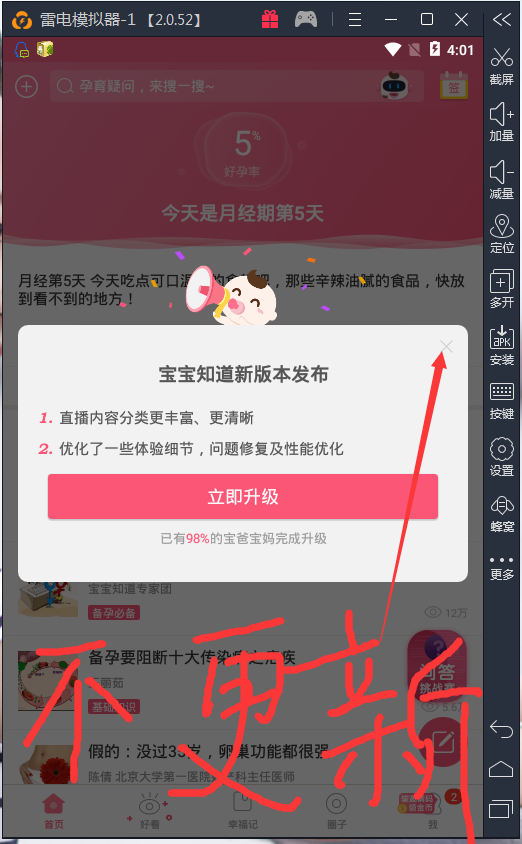 雷电模拟器-1 【2.0.52】
4:01
孕育疑问，来搜一搜~
签
5%
好孕率
今天是月经期第5天
月经第5天 今天吃点可口温
的食
吧，那些辛辣油腻的食品，快放
到看不到的地方！
宝宝知道新版本发布
1. 直播内容分类更丰富、更清晰
2. 优化了一些体验细节，问题修复及性能优化
立即升级
已有98%的宝爸宝妈完成升级
宝宝知道专家团
备孕必备
12万
备孕要阻断十大传染
之
疾
丽茹
基础知识
问答
挑战赛
5.6
不更新
假的：没过35岁，卵巢功能都很强
陈倩 北京大学第一医院妇产科主任医师
首页
好看
幸福记
圈子
我
2
截屏
加量
减量
定位
多开
APK
安装
按键
设置
蜂窝
更多